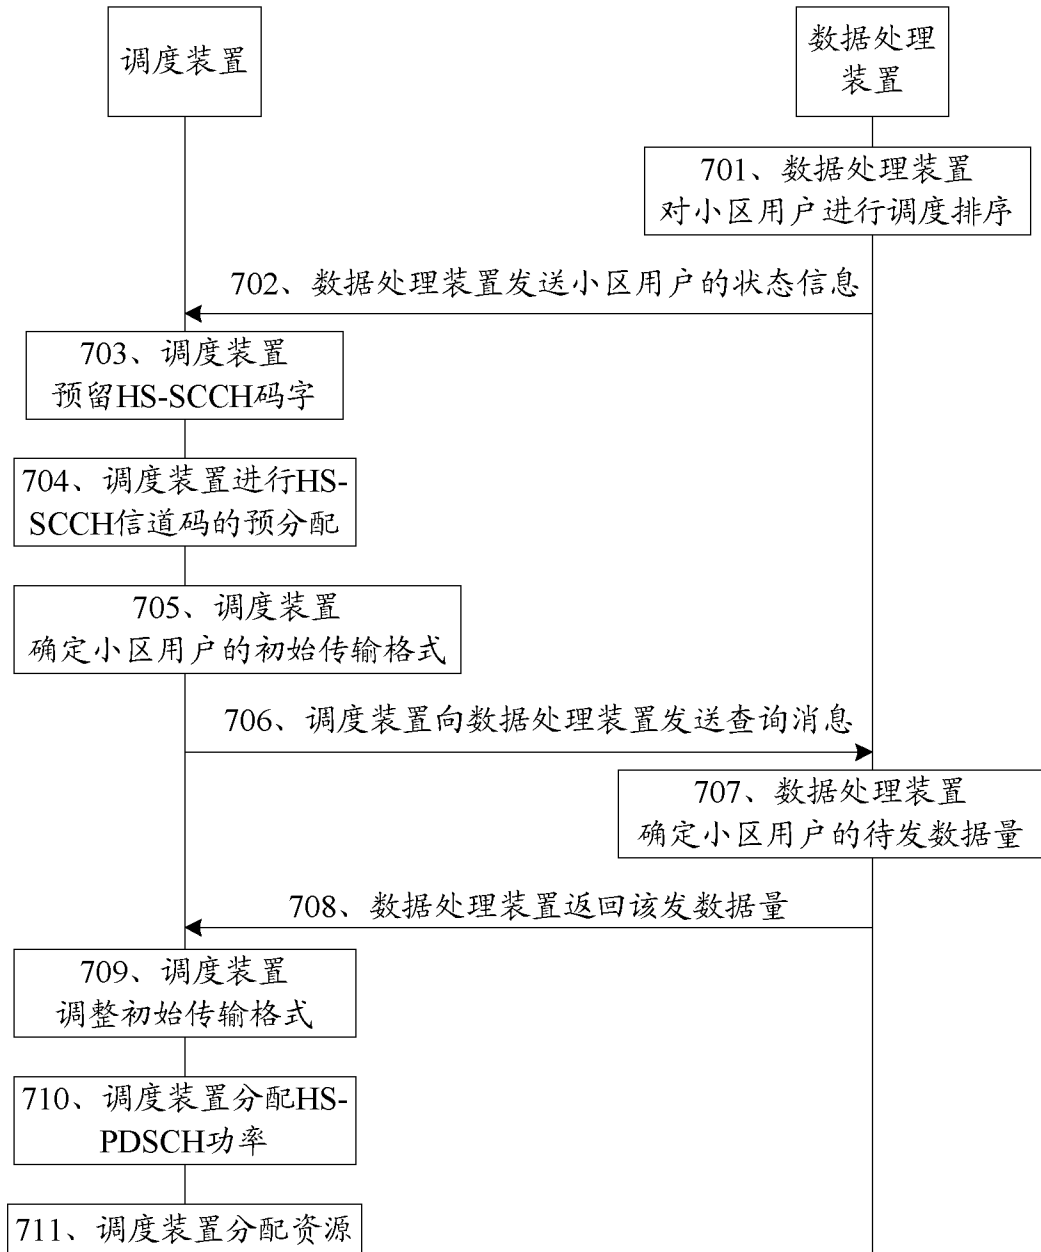 调度装置
数据处理
装置
701、数据处理装置
对小区用户进行调度排序
702、数据处理装置发送小区用户的状态信息
703、调度装置
预留HS-SCCH码字
704、调度装置进行HS-
SCCH信道码的预分配
705、调度装置
确定小区用户的初始传输格式
706、调度装置向数据处理装置发送查询消息
707、数据处理装置
确定小区用户的待发数据量
708、数据处理装置返回该发数据量
709、调度装置
调整初始传输格式
710、调度装置分配HS-
PDSCH功率
711、调度装置分配资源